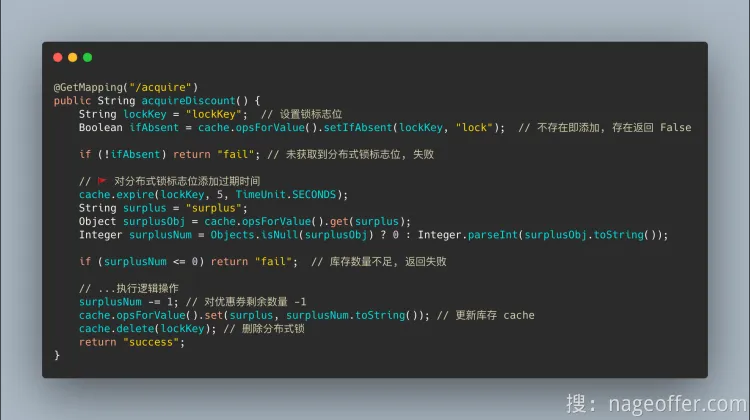 @GetMapping("/acquire")
public String acquireDiscount() {
    String lockKey = "lockKey";  // 设置锁标志位
    Boolean ifAbsent = cache.opsForValue().setIfAbsent(lockKey, "lock");  // 不存在即添加, 存在返回 False
    if (!ifAbsent) return "fail"; // 未获取到分布式锁标志位, 失败
    // 🚩 对分布式锁标志位添加过期时间
    cache.expire(lockKey, 5, TimeUnit.SECONDS);
    String surplus = "surplus";
    Object surplusObj = cache.opsForValue().get(surplus);
    Integer surplusNum = Objects.isNull(surplusObj) ? 0 : Integer.parseInt(surplusObj.toString());
    if (surplusNum <= 0) return "fail";  // 库存数量不足, 返回失败
    // ...执行逻辑操作
    surplusNum -= 1; // 对优惠券剩余数量 -1
    cache.opsForValue().set(surplus, surplusNum.toString()); // 更新库存 cache
    cache.delete(lockKey); // 删除分布式锁
    return "success";
}
搜：nageoffer.com